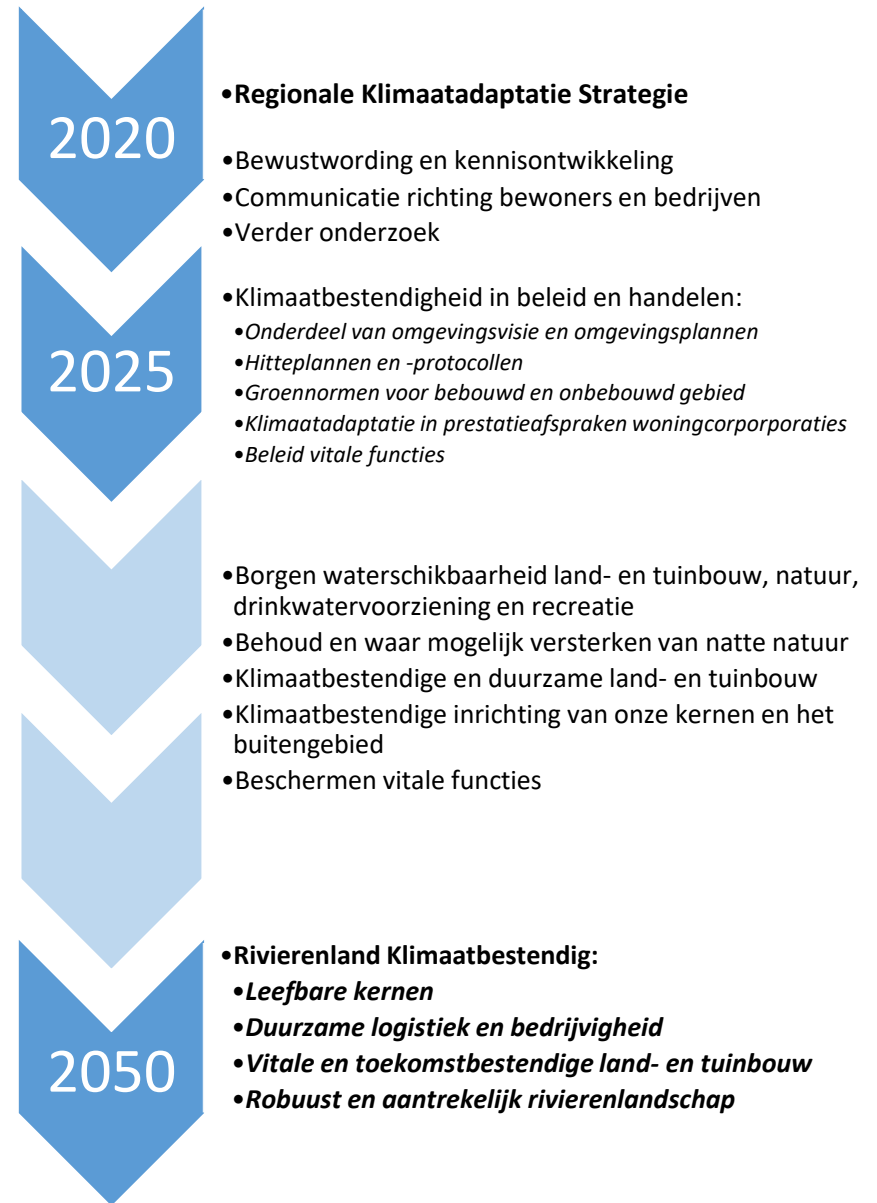 2020
•Regionale Klimaatadaptatie Strategie
•Bewustwording en kennisontwikkeling
•Communicatie richting bewoners en bedrijven
•Verder onderzoek
2025
•Klimaatbestendigheid in beleid en handelen:
•Onderdeel van omgevingsvisie en omgevingsplannen
•Hitteplannen en -protocollen
•Groennormen voor bebouwd en onbebouwd gebied
•Klimaatadaptatie in prestatieafspraken woningcorporporaties
•Beleid vitale functies
•Borgen waterschikbaarheid land- en tuinbouw, natuur,
drinkwatervoorziening en recreatie
•Behoud en waar mogelijk versterken van natte natuur
•Klimaatbestendige en duurzame land- en tuinbouw
•Klimaatbestendige inrichting van onze kernen en het
buitengebied
•Beschermen vitale functies
2050
•Rivierenland Klimaatbestendig:
•Leefbare kernen
•Duurzame logistiek en bedrijvigheid
•Vitale en toekomstbestendige land- en tuinbouw
•Robuust en aantrekelijk rivierenlandschap